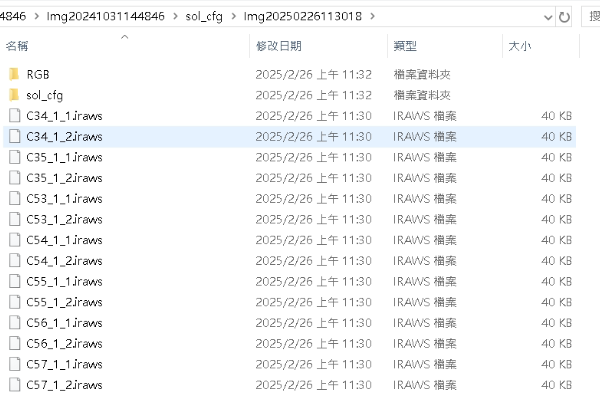 4846 > Img20241031144846 > sol_cfg > Img20250226113018 > 搜
名稱 修改日期 類型 大小
RGB 2025/2/26 上午 11:32 檔案資料夾
sol_cfg 2025/2/26 上午 11:32 檔案資料夾
C34_1_1.iraws 2025/2/26 上午 11:30 IRAWS 檔案 40 KB
C34_1_2.iraws 2025/2/26 上午 11:30 IRAWS 檔案 40 KB
C35_1_1.iraws 2025/2/26 上午 11:30 IRAWS 檔案 40 KB
C35_1_2.iraws 2025/2/26 上午 11:30 IRAWS 檔案 40 KB
C53_1_1.iraws 2025/2/26 上午 11:30 IRAWS 檔案 40 KB
C53_1_2.iraws 2025/2/26 上午 11:30 IRAWS 檔案 40 KB
C54_1_1.iraws 2025/2/26 上午 11:30 IRAWS 檔案 40 KB
C54_1_2.iraws 2025/2/26 上午 11:30 IRAWS 檔案 40 KB
C55_1_1.iraws 2025/2/26 上午 11:30 IRAWS 檔案 40 KB
C55_1_2.iraws 2025/2/26 上午 11:30 IRAWS 檔案 40 KB
C56_1_1.iraws 2025/2/26 上午 11:30 IRAWS 檔案 40 KB
C56_1_2.iraws 2025/2/26 上午 11:30 IRAWS 檔案 40 KB
C57_1_1.iraws 2025/2/26 上午 11:30 IRAWS 檔案 40 KB
C57_1_2.iraws 2025/2/26 上午 11:30 IRAWS 檔案 40 KB